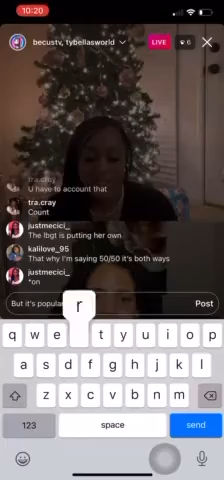 10:20
becustv, tybellasworld
LIVE
6
tra.cray
U have to account that
tra.cray
Count
justmecici_
The lbgt is putting her own
kalilove_95
That why I'm saying 50/50 it's both ways
justmecici_
*on
But it's popula
Post
r
q w e t y u i o p
a s d f g h j k l
z x c v b n m
123 space send